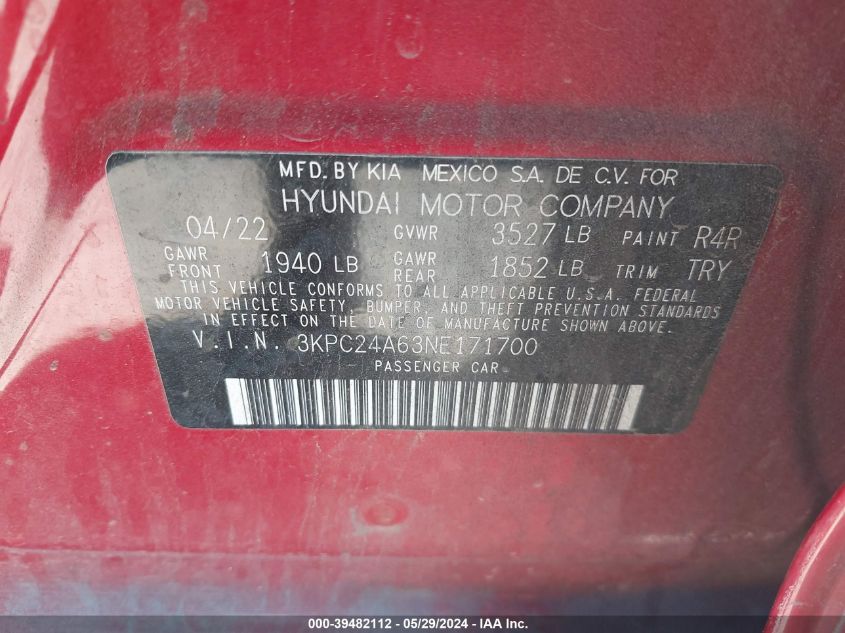 MFD. BY KIA MEXICO S.A. DE C.V. FOR
HYUNDAI MOTOR COMPANY
04/22 GVWR 3527 LB PAINT R4R
GAWR FRONT 1940 LB GAWR REAR 1852 LB TRIM TRY
THIS VEHICLE CONFORMS TO ALL APPLICABLE U.S.A. FEDERAL
MOTOR VEHICLE SAFETY, BUMPER, AND THEFT PREVENTION STANDARDS
IN EFFECT ON THE DATE OF MANUFACTURE SHOWN ABOVE.
V.I.N. 3KPC24A63NE171700
PASSENGER CAR
000-39482112 - 05/29/2024 - IAA Inc.